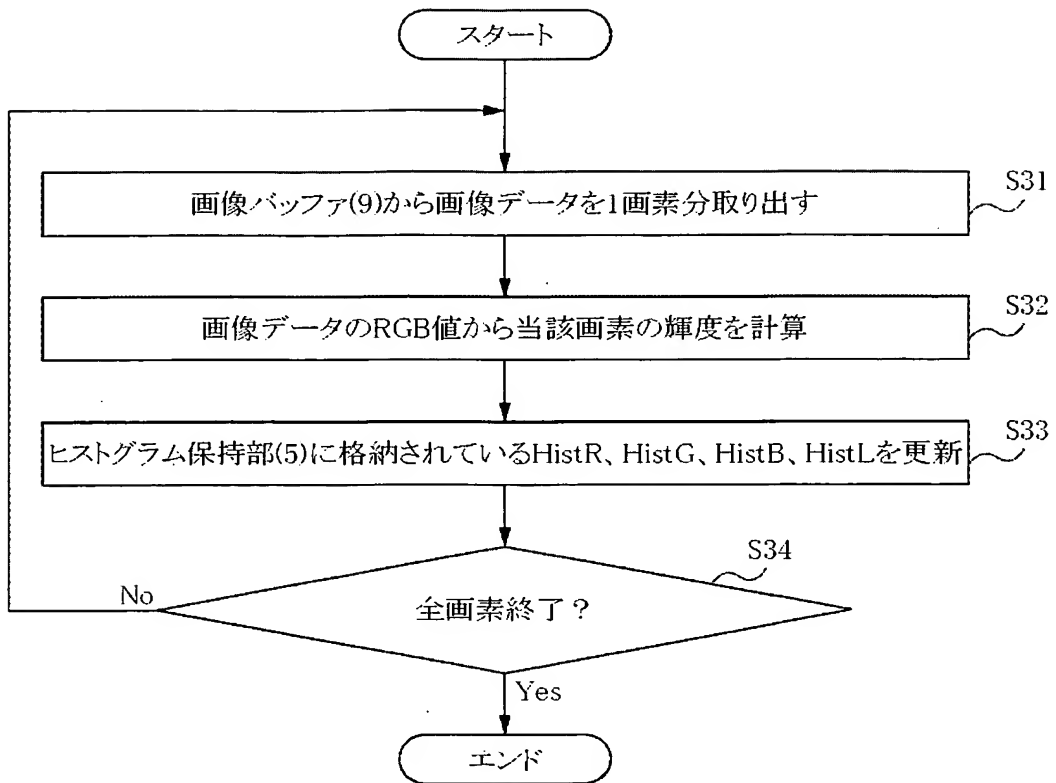 スタート
画像バッファ(9)から画像データを1画素分取り出す
S31
画像データのRGB値から当該画素の輝度を計算
S32
ヒストグラム保持部(5)に格納されているHistR、HistG、HistB、HistLを更新
S33
全画素終了？
S34
No
Yes
エンド